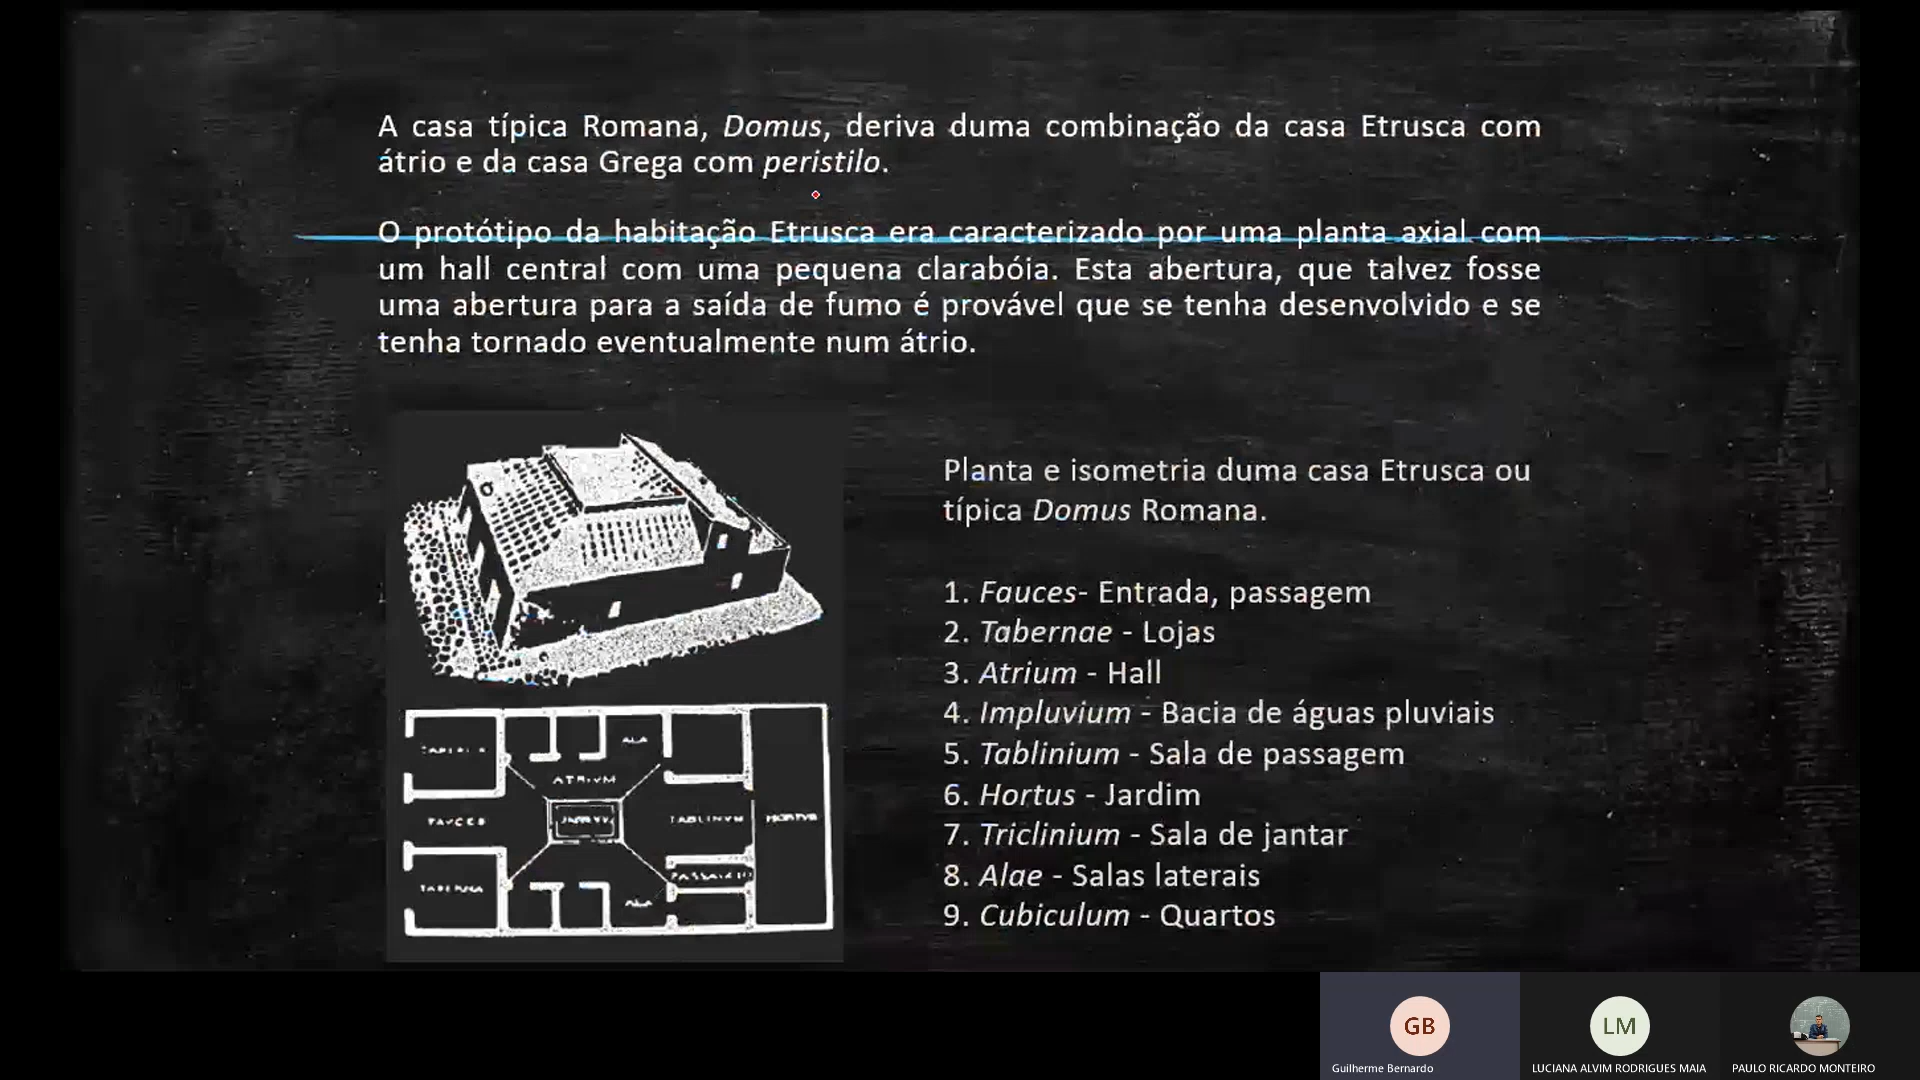 A casa típica Romana, Domus, deriva duma combinação da casa Etrusca com
átrio e da casa Grega com peristilo.
O protótipo da habitação Etrusca era caracterizado por uma planta axial com
um hall central com uma pequena clarabóia. Esta abertura, que talvez fosse
uma abertura para a saída de fumo é provável que se tenha desenvolvido e se
tenha tornado eventualmente num átrio.
Planta e isometria duma casa Etrusca ou
típica Domus Romana.
1. Fauces- Entrada, passagem
2. Tabernae - Lojas
3. Atrium - Hall
4. Impluvium - Bacia de águas pluviais
5. Tablinium - Sala de passagem
6. Hortus - Jardim
7. Triclinium - Sala de jantar
8. Alae - Salas laterais
9. Cubiculum - Quartos
ALA
ATRIVM
FAVCES
TABLINVM
HORTVS
TABERNA
ALA
GB
LM
Guilherme Bernardo
LUCIANA ALVIM RODRIGUES MAIA
PAULO RICARDO MONTEIRO